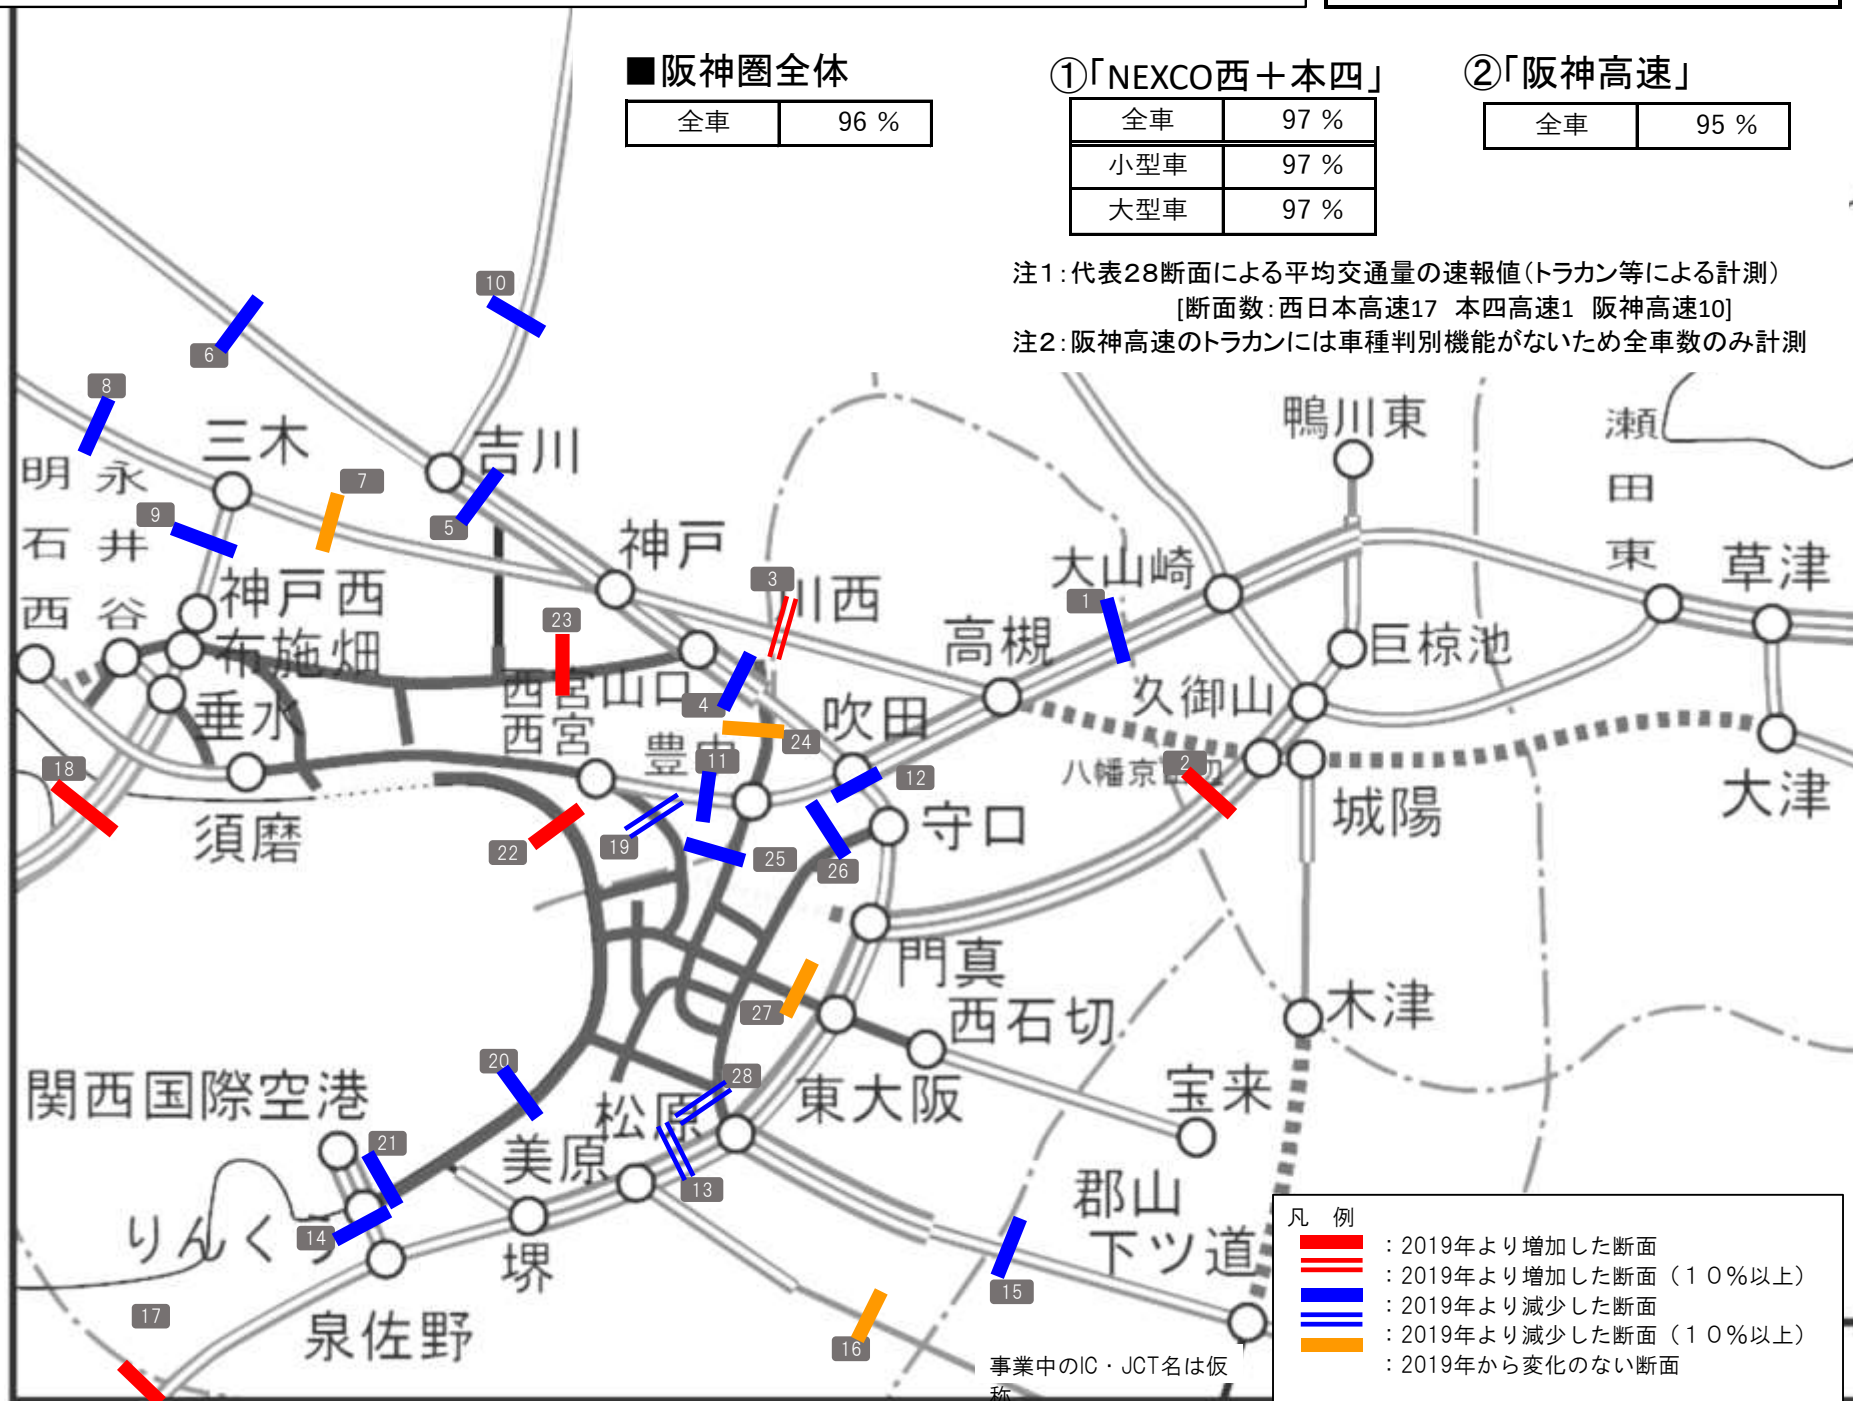 ■阪神圏全体
全車 96 %
①「NEXCO西＋本四」
全車 97 %
小型車 97 %
大型車 97 %
②「阪神高速」
全車 95 %
注１：代表２８断面による平均交通量の速報値（トラカン等による計測）
[断面数：西日本高速17 本四高速1 阪神高速10]
注２：阪神高速のトラカンには車種判別機能がないため全車数のみ計測
10
6
8
三木
吉川
鴨川東
瀬田東
明石西
永井谷
7
9
5
神戸
大山崎
草津
神戸西
布施畑
3
川西
1
23
高槻
巨椋池
西宮山口
4
久御山
垂水
西宮
吹田
24
豊中
11
12
18
2
大津
城陽
須磨
22
19
25
26
守口
門真
27
西石切
木津
20
28
関西国際空港
松原
東大阪
宝来
21
美原
13
郡山
下ツ道
14
りんくう
堺
15
17
泉佐野
16
事業中のIC・JCT名は仮
称
凡 例
：2019年より増加した断面
：2019年より増加した断面（１０％以上）
：2019年より減少した断面
：2019年より減少した断面（１０％以上）
：2019年から変化のない断面